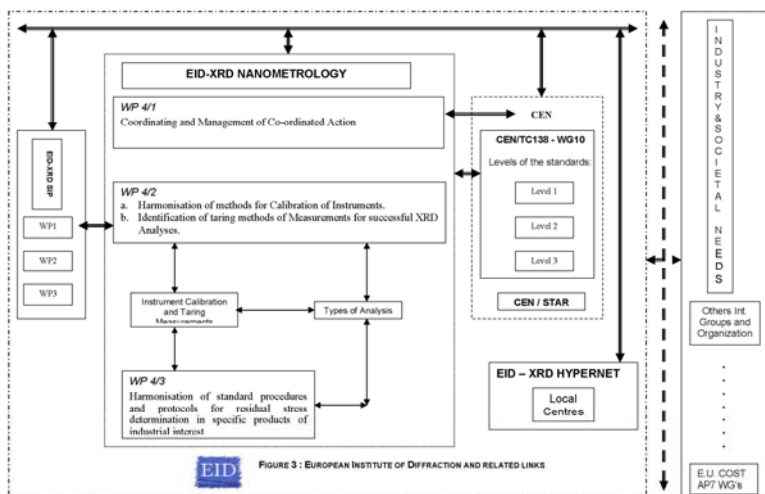 EID-XRD NANOMETROLOGY
WP 4/1
Coordinating and Management of Co-ordinated Action
CEN
CEN/TC138 - WG10
Levels of the standards:
Level 1
Level 2
Level 3
CEN / STAR
EID-XRD SIP
WP1
WP2
WP3
WP 4/2
a. Harmonisation of methods for Calibration of Instruments.
b. Identification of taring methods of Measurements for successful XRD
Analyses.
Instrument Calibration
and Taring
Measurements
Types of Analysis
WP 4/3
Harmonisation of standard procedures
and protocols for residual stress
determination in specific products of
industrial interest
EID – XRD HYPERNET
Local
Centres
INDUSTRY&SOCIETAL NEEDS
Others Int.
Groups and
Organization
E.U. COST
AP7 WG's
EID
FIGURE 3 : EUROPEAN INSTITUTE OF DIFFRACTION AND RELATED LINKS